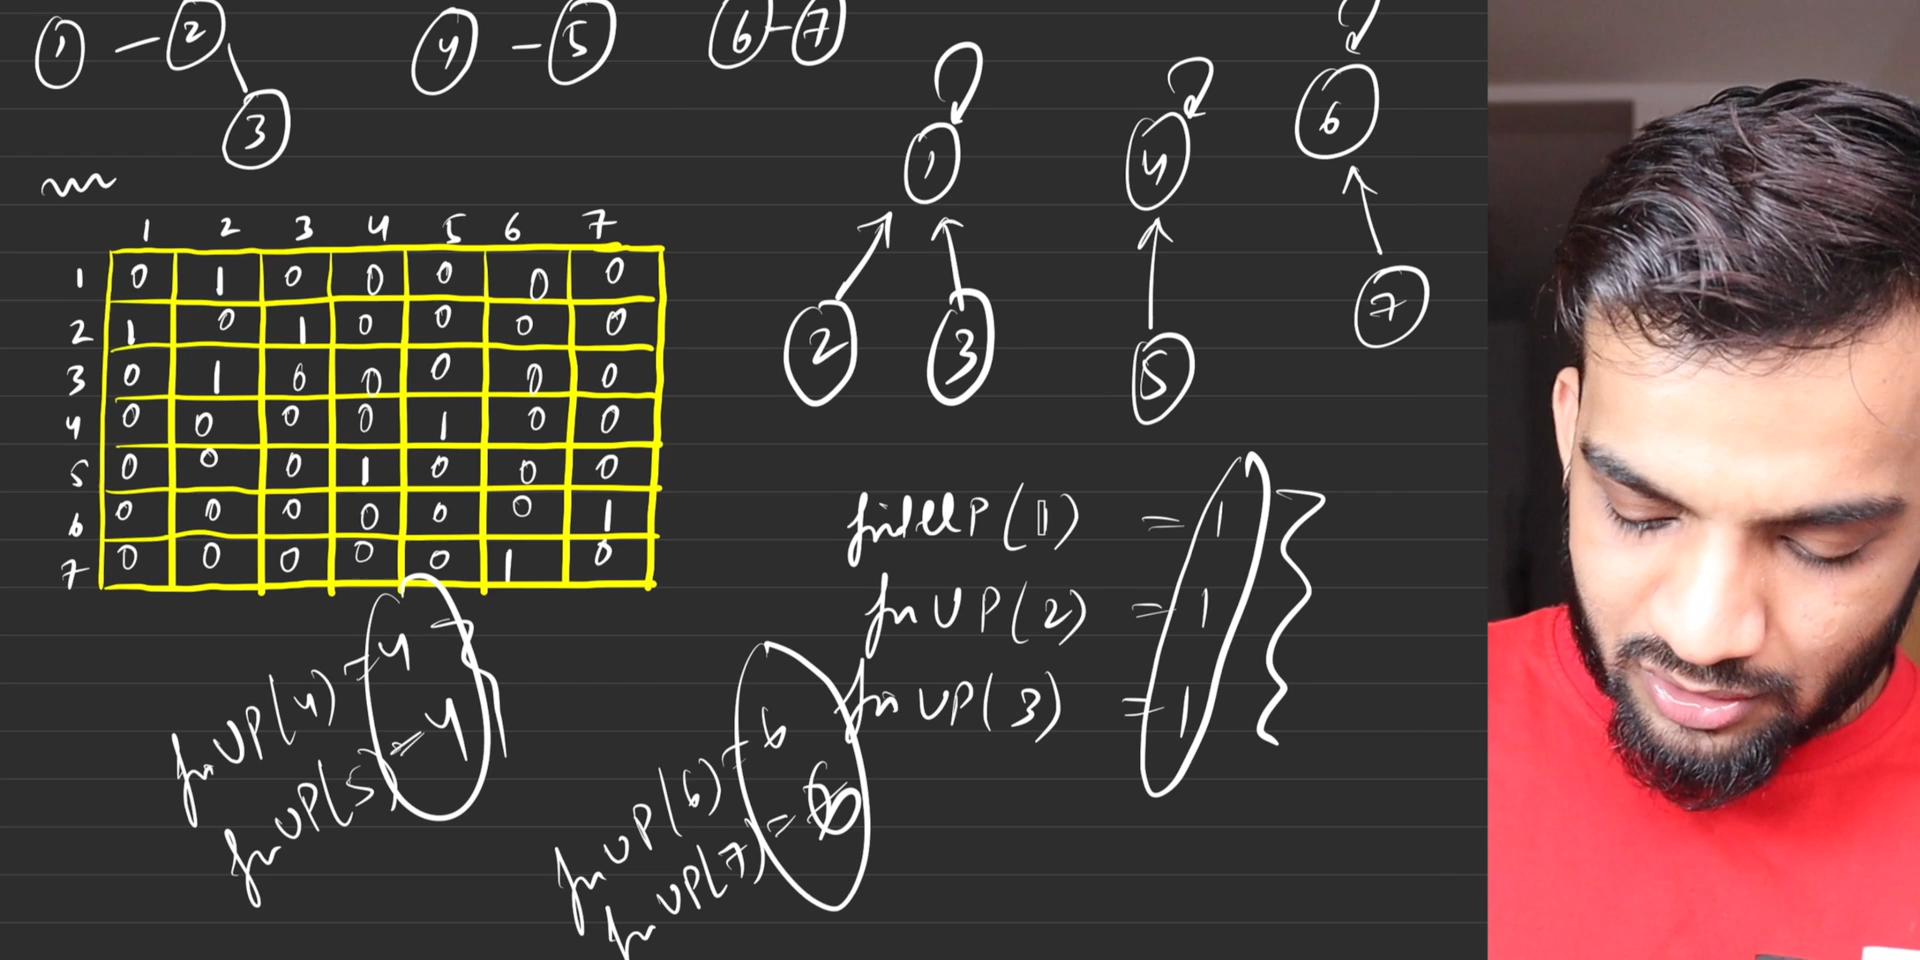 1 2 4 5 6 7
3
1 2 3 4 5 6 7
1 0 1 0 0 0 0 0
2 1 0 1 0 0 0 0
3 0 1 0 0 0 0 0
4 0 0 0 0 1 0 0
5 0 0 0 1 0 0 0
6 0 0 0 0 0 0 1
7 0 0 0 0 0 1 0
1 4 6
2 3 5 7
findUP(1) = 1
fnUP(2) = 1
fnUP(3) = 1
fnUP(4) = 4
fnUP(5) = 4
fnUP(6) = 6
fnUP(7) = 6